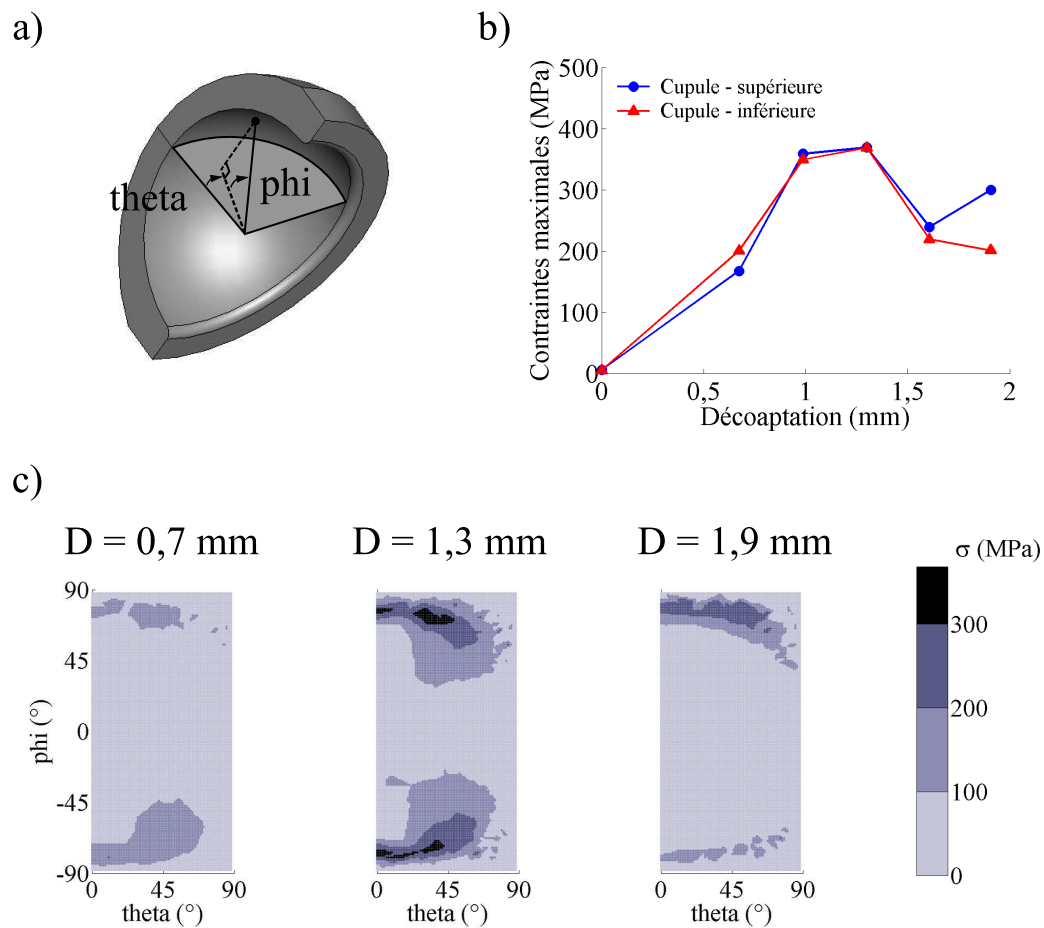 a)
theta
phi
b)
Contraintes maximales (MPa)
500
400
300
200
100
0
Cupule - supérieure
Cupule - inférieure
0
0,5
1
1,5
2
Décoaptation (mm)
c)
D = 0,7 mm
D = 1,3 mm
D = 1,9 mm
σ (MPa)
phi (°)
90
45
0
-45
-90
0
45
90
theta (°)
0
45
90
theta (°)
0
45
90
theta (°)
300
200
100
0